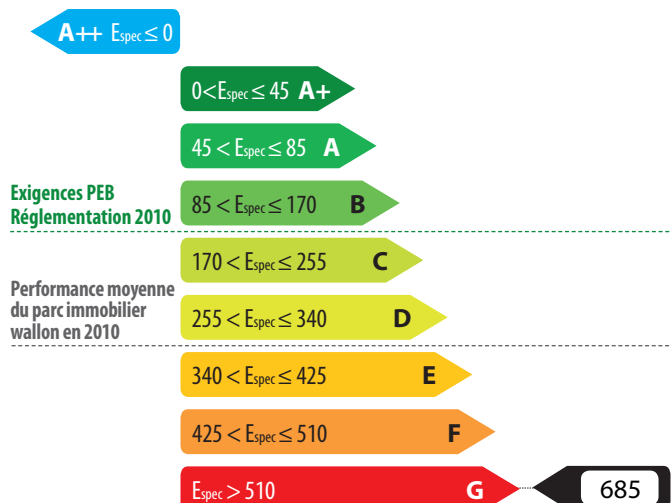 A++ Espec ≤ 0
0<Espec ≤ 45 A+
45 < Espec ≤ 85 A
Exigences PEB
Réglementation 2010
85 < Espec ≤ 170 B
170 < Espec ≤ 255 C
Performance moyenne
du parc immobilier
wallon en 2010
255 < Espec ≤ 340 D
340 < Espec ≤ 425 E
425 < Espec ≤ 510 F
Espec > 510 G
685